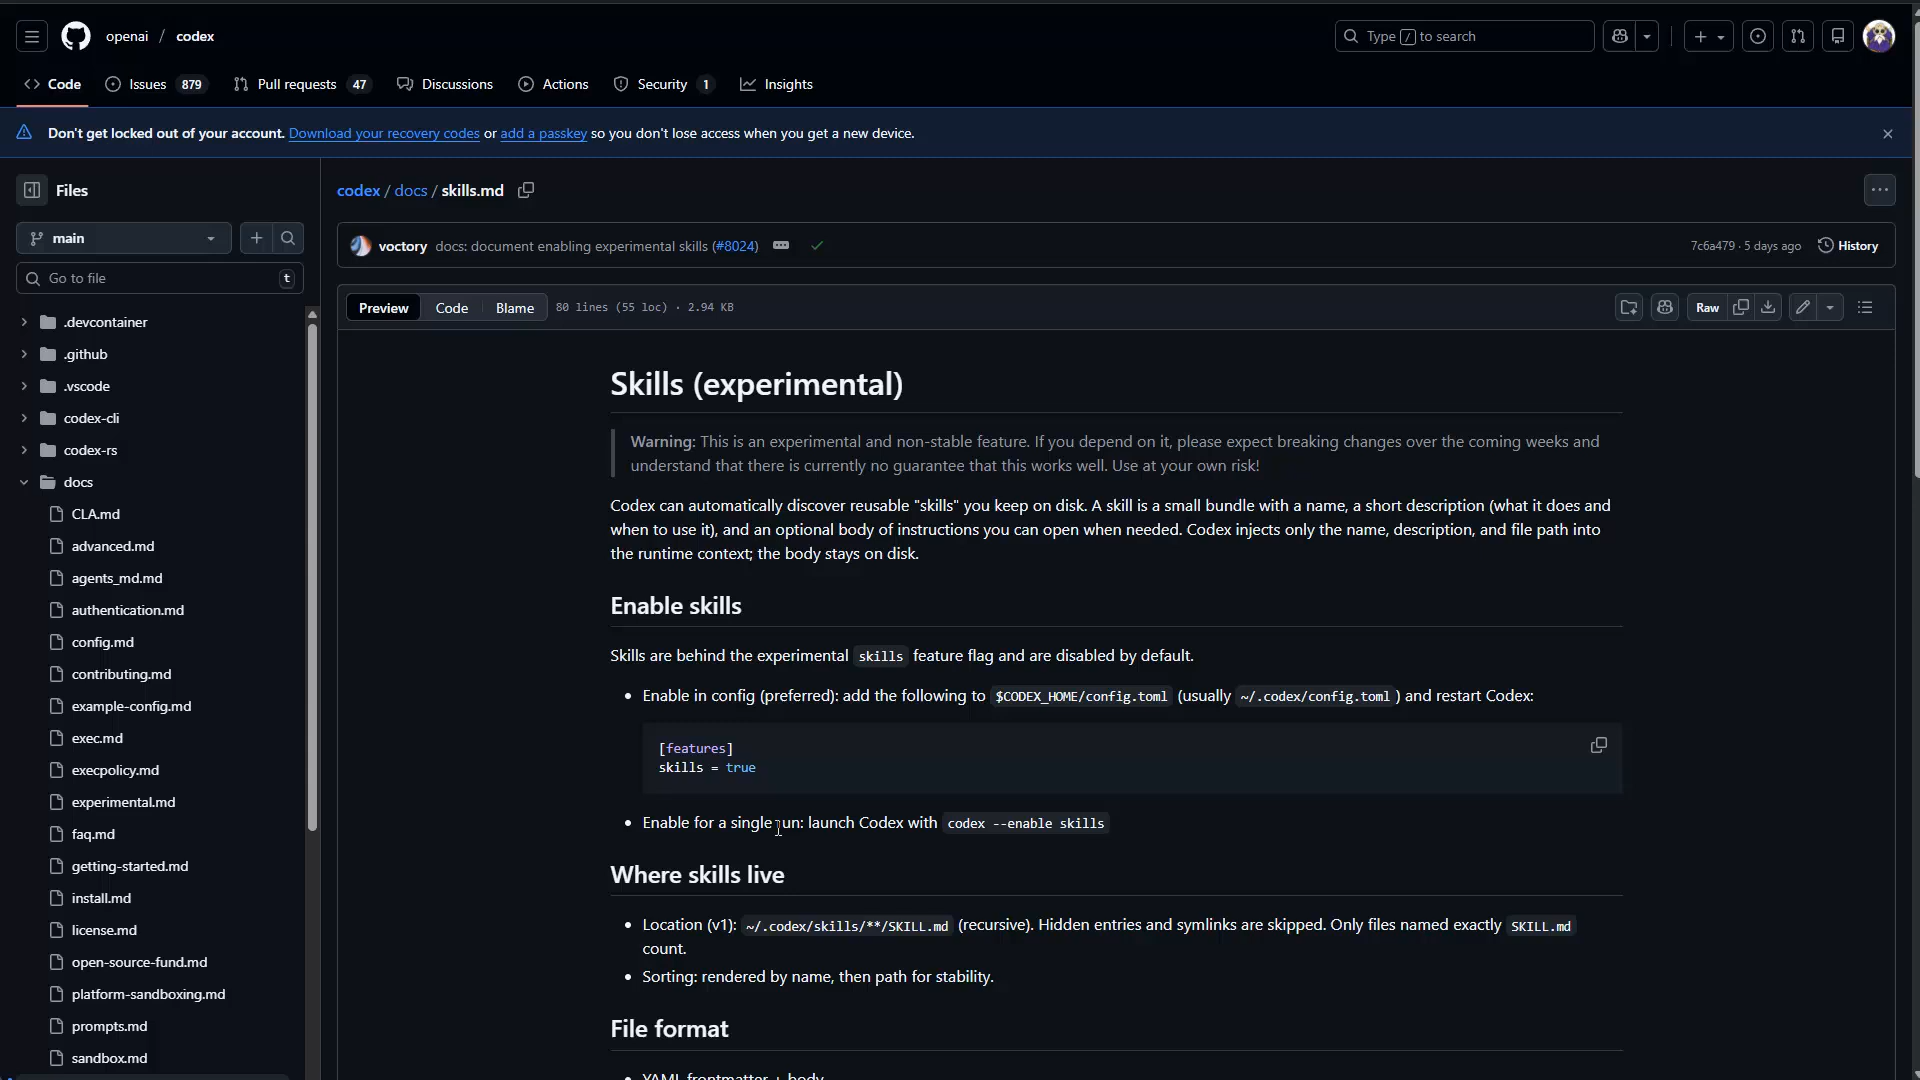 openai / codex
Type / to search
Code
Issues 879
Pull requests 47
Discussions
Actions
Security 1
Insights
Don't get locked out of your account. Download your recovery codes or add a passkey so you don't lose access when you get a new device.
Files
main
Go to file
t
.devcontainer
.github
.vscode
codex-cli
codex-rs
docs
CLA.md
advanced.md
agents_md.md
authentication.md
config.md
contributing.md
example-config.md
exec.md
execpolicy.md
experimental.md
faq.md
getting-started.md
install.md
license.md
open-source-fund.md
platform-sandboxing.md
prompts.md
sandbox.md
codex / docs / skills.md
voctory docs: document enabling experimental skills (#8024)
7c6a479 · 5 days ago
History
Preview
Code
Blame
80 lines (55 loc) · 2.94 KB
Raw
Skills (experimental)
Warning: This is an experimental and non-stable feature. If you depend on it, please expect breaking changes over the coming weeks and
understand that there is currently no guarantee that this works well. Use at your own risk!
Codex can automatically discover reusable "skills" you keep on disk. A skill is a small bundle with a name, a short description (what it does and
when to use it), and an optional body of instructions you can open when needed. Codex injects only the name, description, and file path into
the runtime context; the body stays on disk.
Enable skills
Skills are behind the experimental skills feature flag and are disabled by default.
• Enable in config (preferred): add the following to $CODEX_HOME/config.toml (usually ~/.codex/config.toml) and restart Codex:
[features]
skills = true
• Enable for a single run: launch Codex with codex --enable skills
Where skills live
• Location (v1): ~/.codex/skills/**/SKILL.md (recursive). Hidden entries and symlinks are skipped. Only files named exactly SKILL.md
count.
• Sorting: rendered by name, then path for stability.
File format
• YAML frontmatter + body